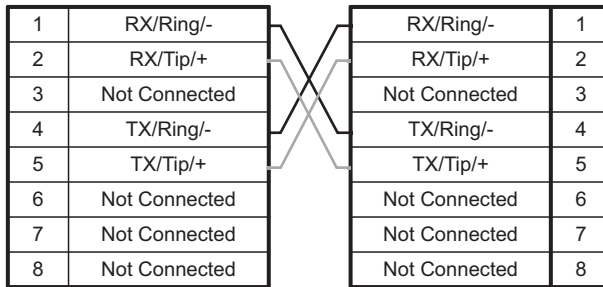 1 RX/Ring/- RX/Ring/- 1
2 RX/Tip/+ RX/Tip/+ 2
3 Not Connected Not Connected 3
4 TX/Ring/- TX/Ring/- 4
5 TX/Tip/+ TX/Tip/+ 5
6 Not Connected Not Connected 6
7 Not Connected Not Connected 7
8 Not Connected Not Connected 8